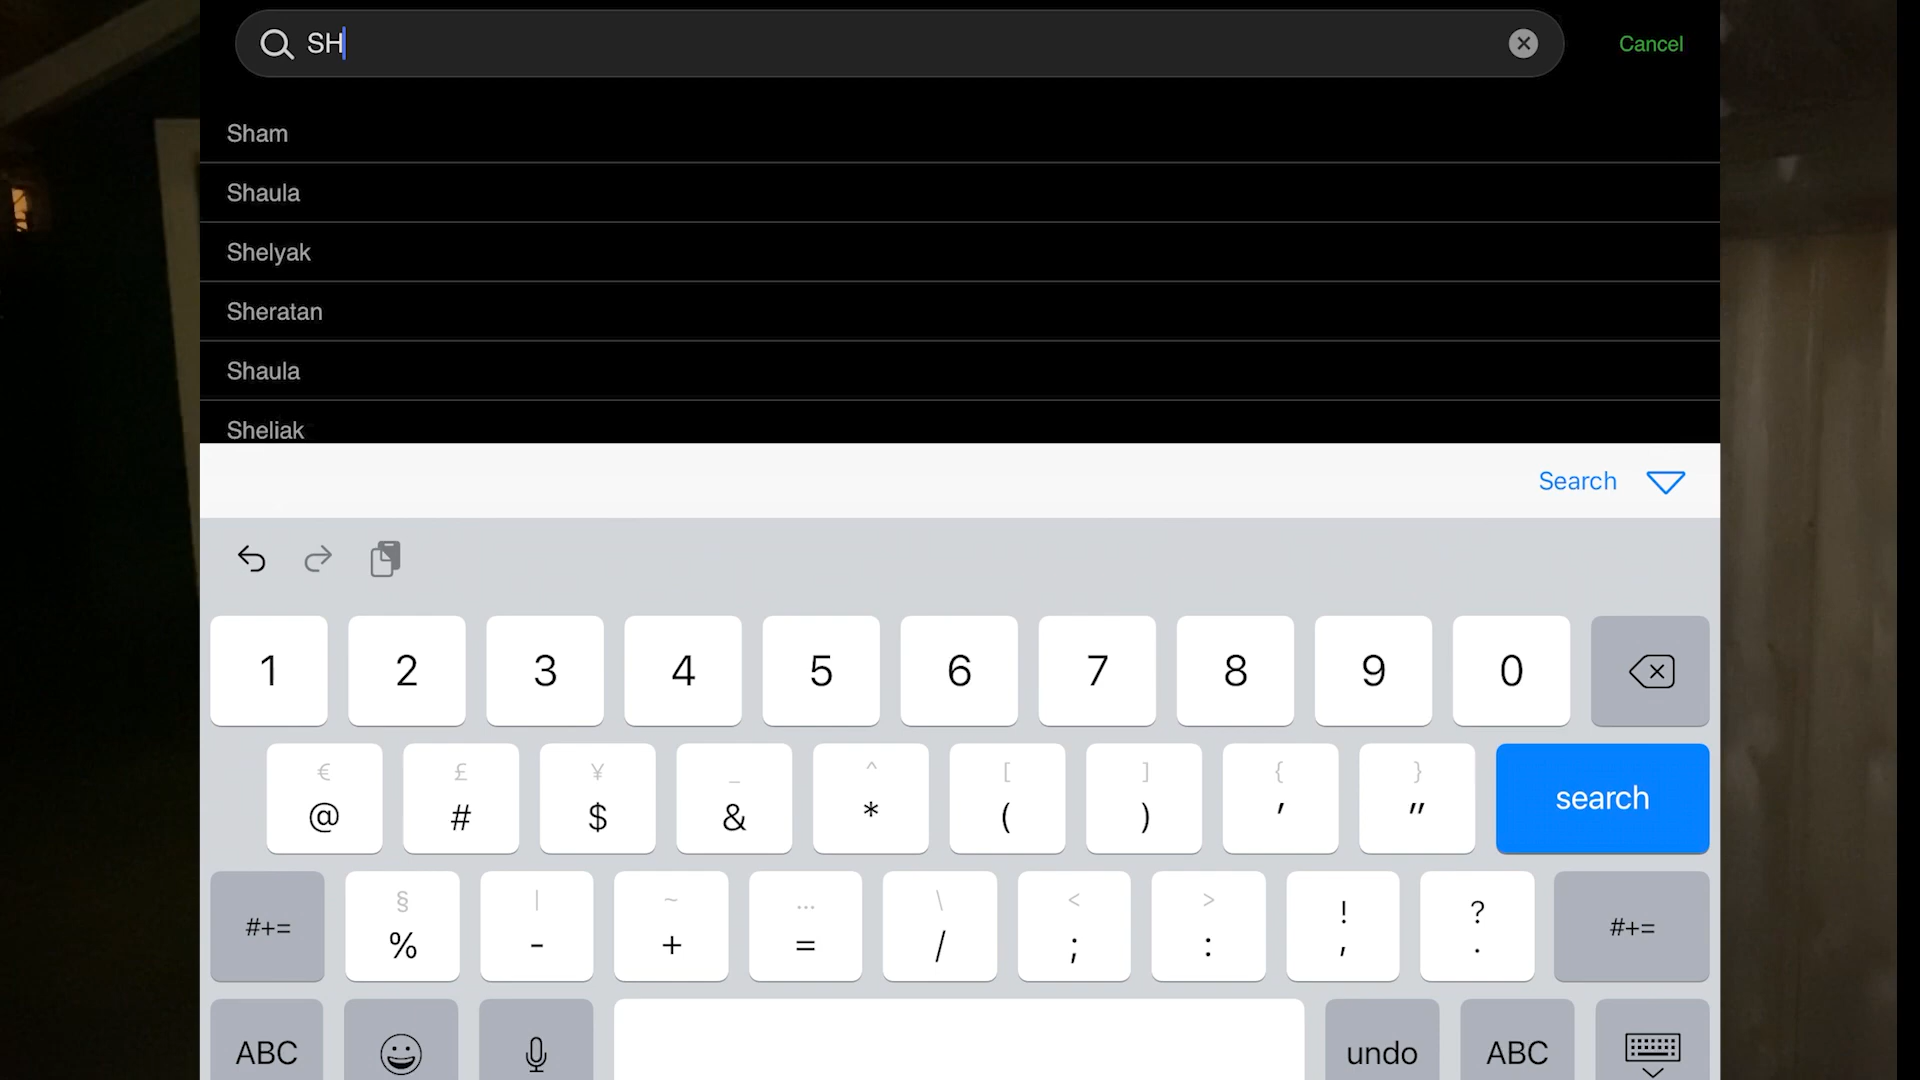 SH
Cancel
Sham
Shaula
Shelyak
Sheratan
Shaula
Sheliak
Search
1 2 3 4 5 6 7 8 9 0
€ £ ¥ _ ^ [ ] { }
@ # $ & * ( ) ' "
search
§ | ~ ... \ < > ! ?
#+= % - + = / ; : , . #+=
ABC undo ABC